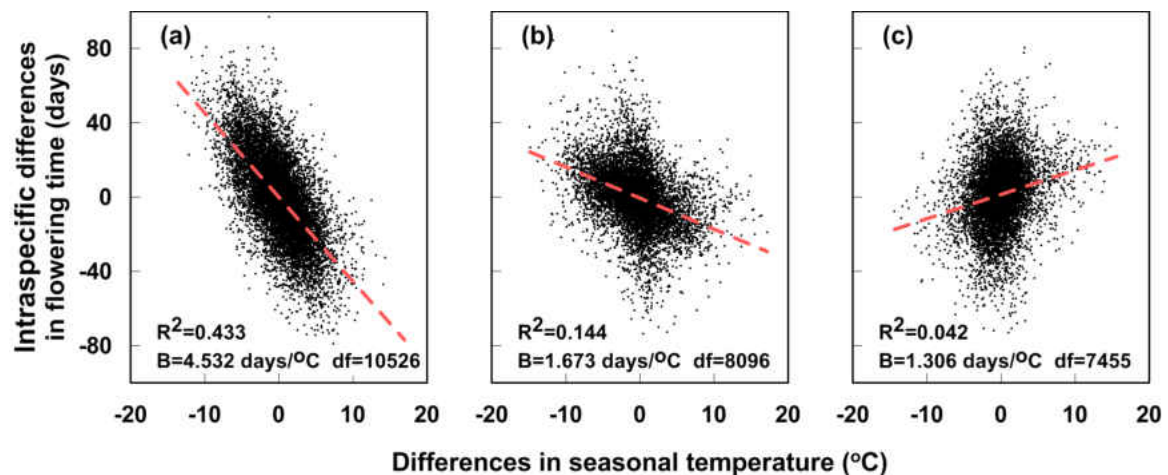 Intraspecific differences
in flowering time (days)
80
40
0
-40
-80
(a)
R²=0.433
B=4.532 days/°C df=10526
-20 -10 0 10 20
(b)
R²=0.144
B=1.673 days/°C df=8096
-20 -10 0 10 20
(c)
R²=0.042
B=1.306 days/°C df=7455
-20 -10 0 10 20
Differences in seasonal temperature (°C)